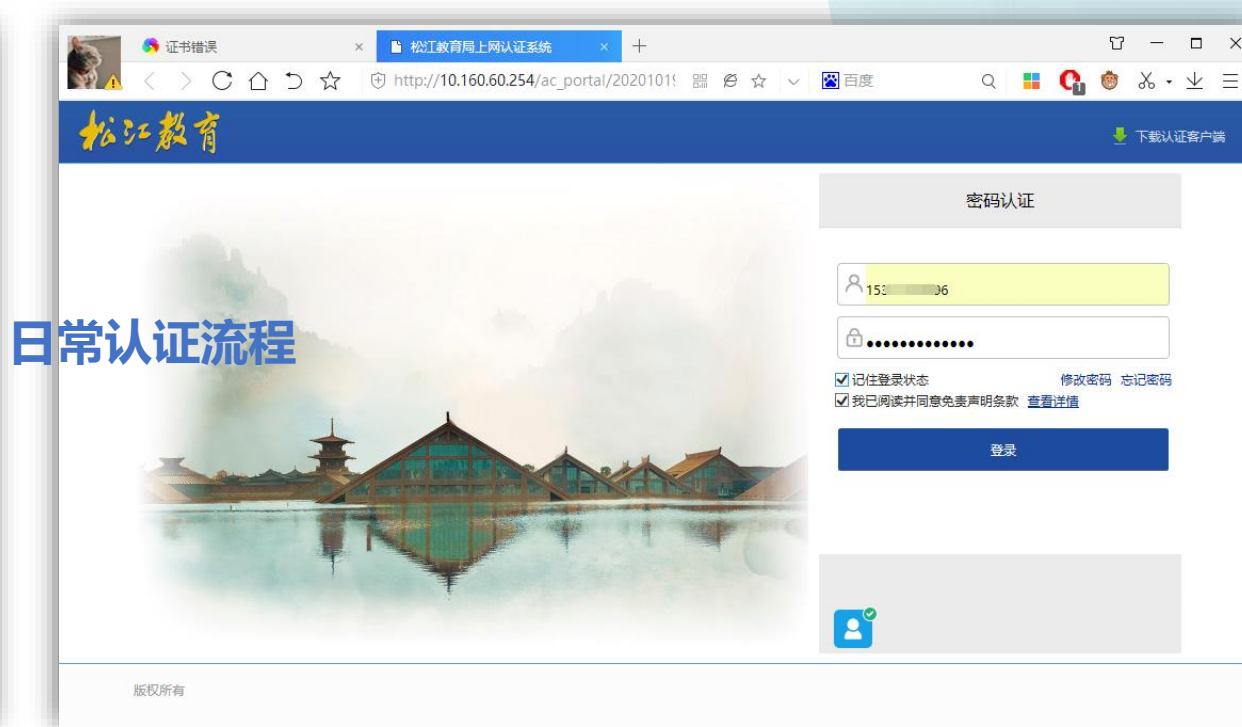 证书错误
松江教育局上网认证系统
http://10.160.60.254/ac_portal/20201019
百度
松江教育
下载认证客户端
密码认证
153 96
日常认证流程
•••••••••••••
记住登录状态
修改密码 忘记密码
我已阅读并同意免责声明条款 查看详情
登录
版权所有